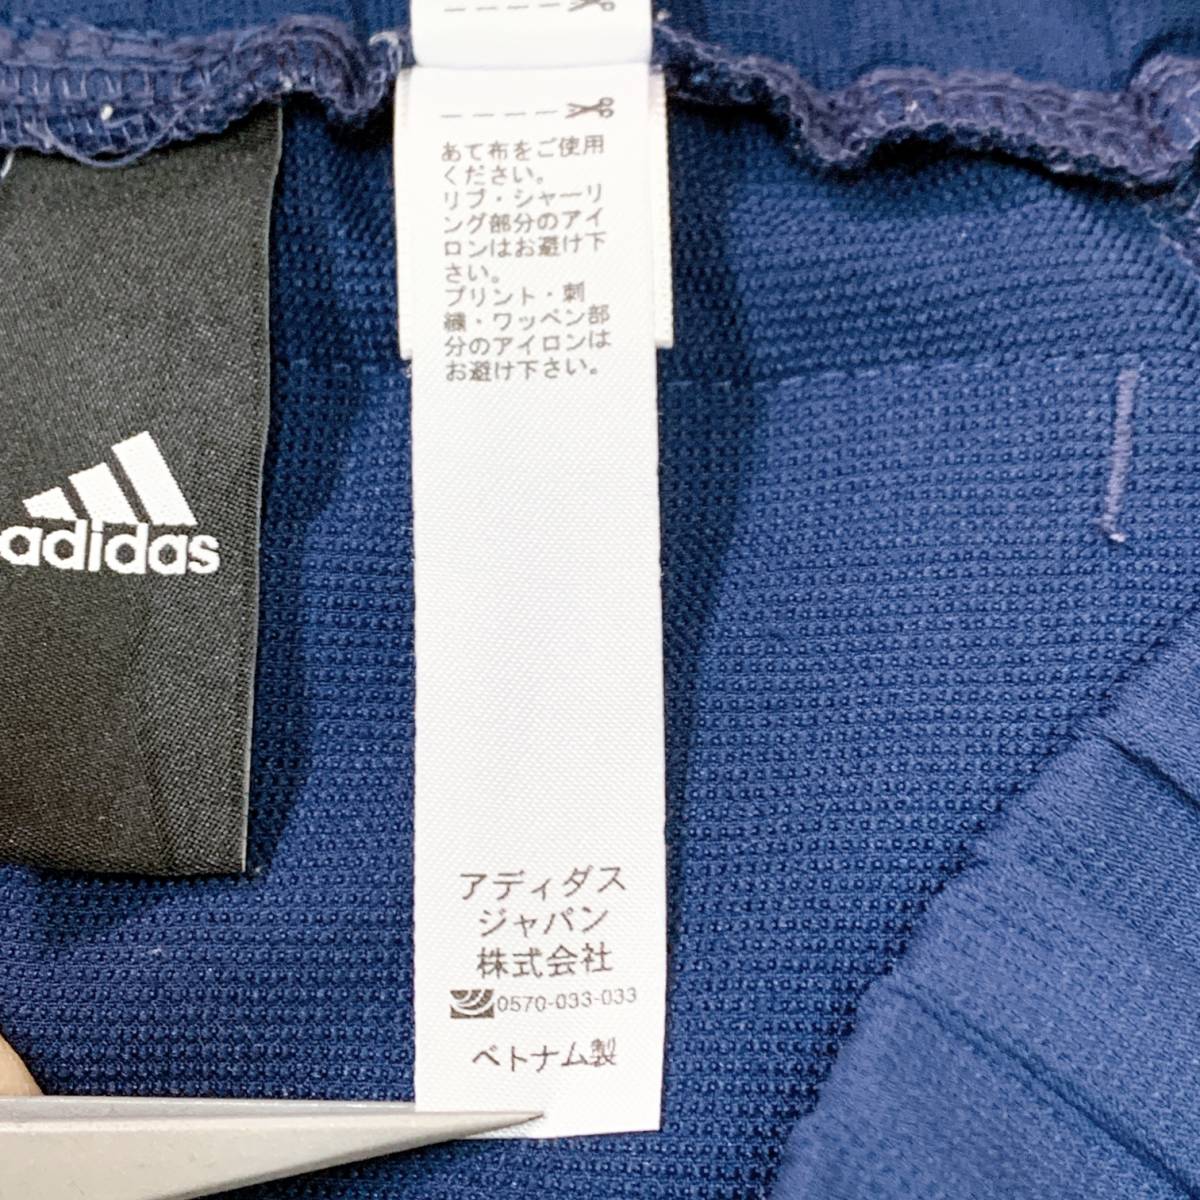 あて布をご使用
ください。
リブ・シャーリ
ング部分のアイ
ロンはお避け下
さい。
プリント・刺
繍・ワッペン部
分のアイロンは
お避け下さい。
adidas
アディダス
ジャパン
株式会社
0570-033-033
ベトナム製